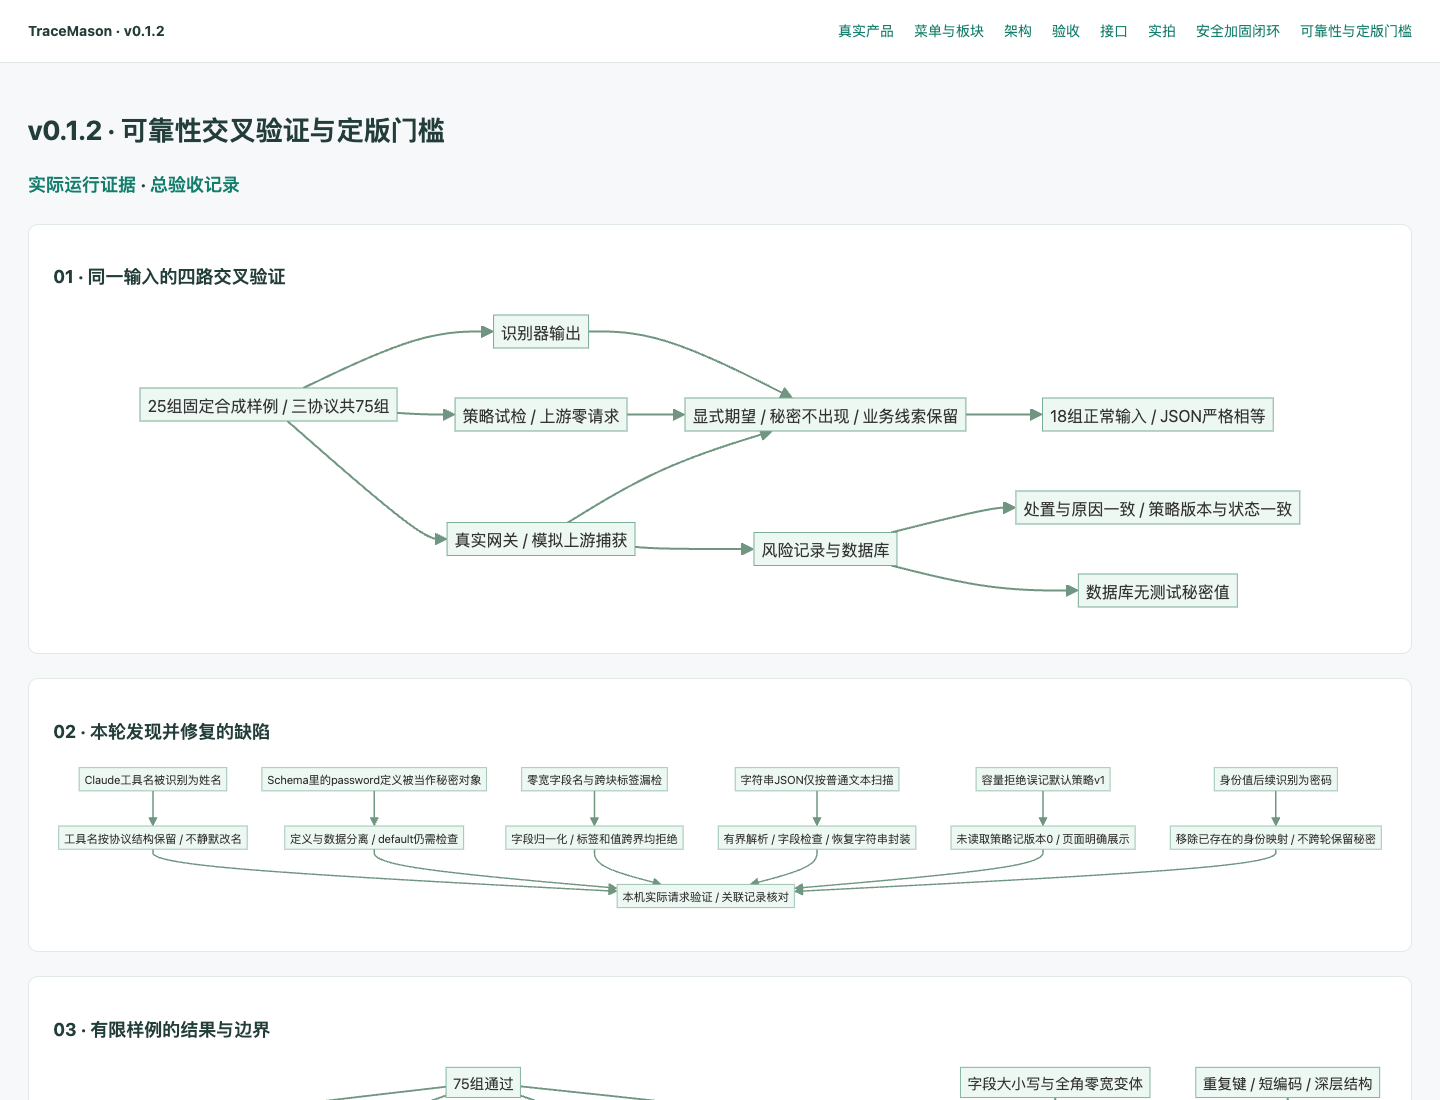 TraceMason · v0.1.2
真实产品 菜单与板块 架构 验收 接口 实拍 安全加固闭环 可靠性与定版门槛
v0.1.2 · 可靠性交叉验证与定版门槛
实际运行证据 · 总验收记录
01 · 同一输入的四路交叉验证
识别器输出
25组固定合成样例 / 三协议共75组
策略试检 / 上游零请求
显式期望 / 秘密不出现 / 业务线索保留
18组正常输入 / JSON严格相等
处置与原因一致 / 策略版本与状态一致
真实网关 / 模拟上游捕获
风险记录与数据库
数据库无测试秘密值
02 · 本轮发现并修复的缺陷
Claude工具名被识别为姓名
Schema里的password定义被当作秘密对象
零宽字段名与跨块标签漏检
字符串JSON仅按普通文本扫描
容量拒绝误记默认策略v1
身份值后续识别为密码
工具名按协议结构保留 / 不静默改名
定义与数据分离 / default仍需检查
字段归一化 / 标签和值跨界均拒绝
有界解析 / 字段检查 / 恢复字符串封装
未读取策略记版本0 / 页面明确展示
移除已存在的身份映射 / 不跨轮保留秘密
本机实际请求验证 / 关联记录核对
03 · 有限样例的结果与边界
75组通过
字段大小写与全角零宽变体
重复键 / 短编码 / 深层结构